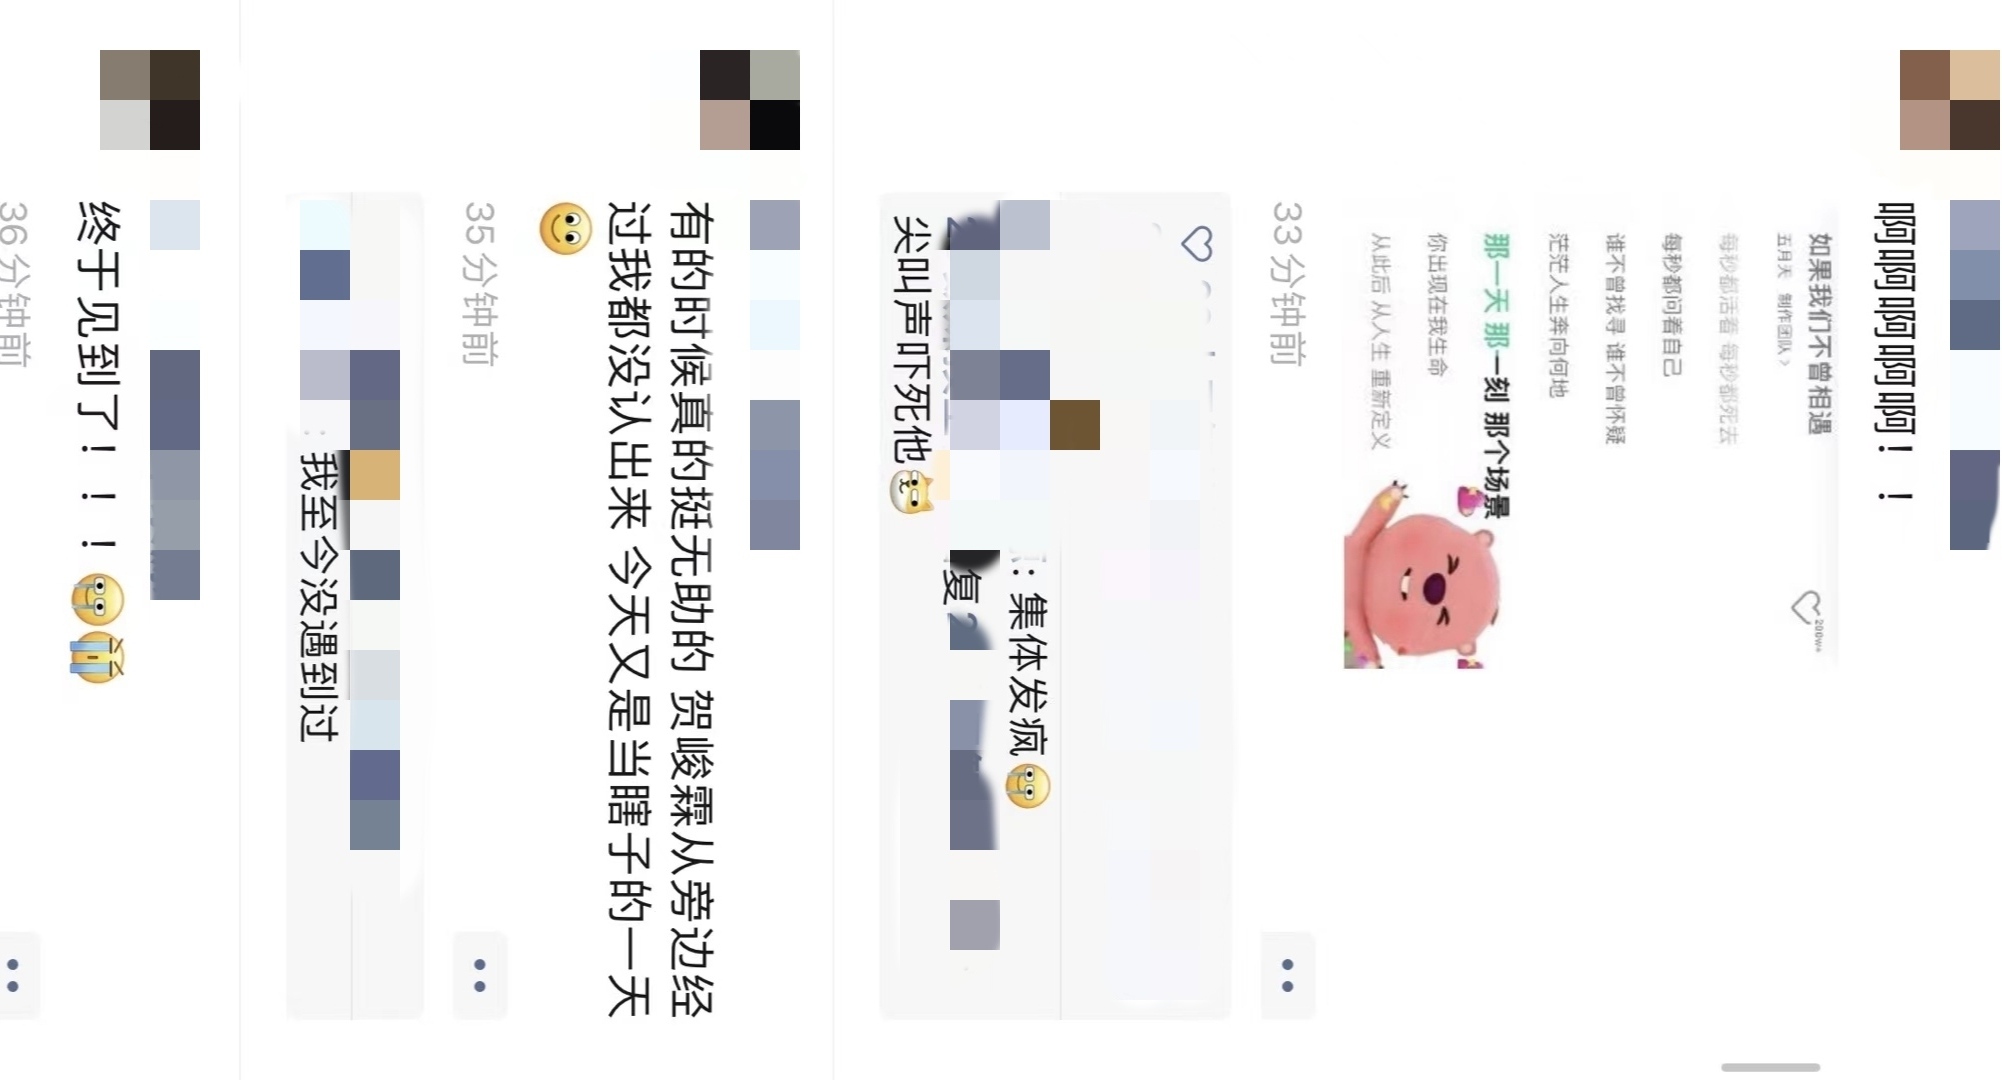 啊啊啊啊啊啊！！
如果我们不曾相遇
五月天 制作团队 >
200w+
每秒都活着 每秒都死去
每秒都问着自己
谁不曾找寻 谁不曾怀疑
茫茫人生奔向何地
那一天 那一刻 那个场景
你出现在我生命
从此后 从人生 重新定义
33分钟前
：集体发疯
复
尖叫声吓死他
有的时候真的挺无助的 贺峻霖从旁边经
过我都没认出来 今天又是当瞎子的一天
35分钟前
：我至今没遇到过
终于见到了！！！
36分钟前